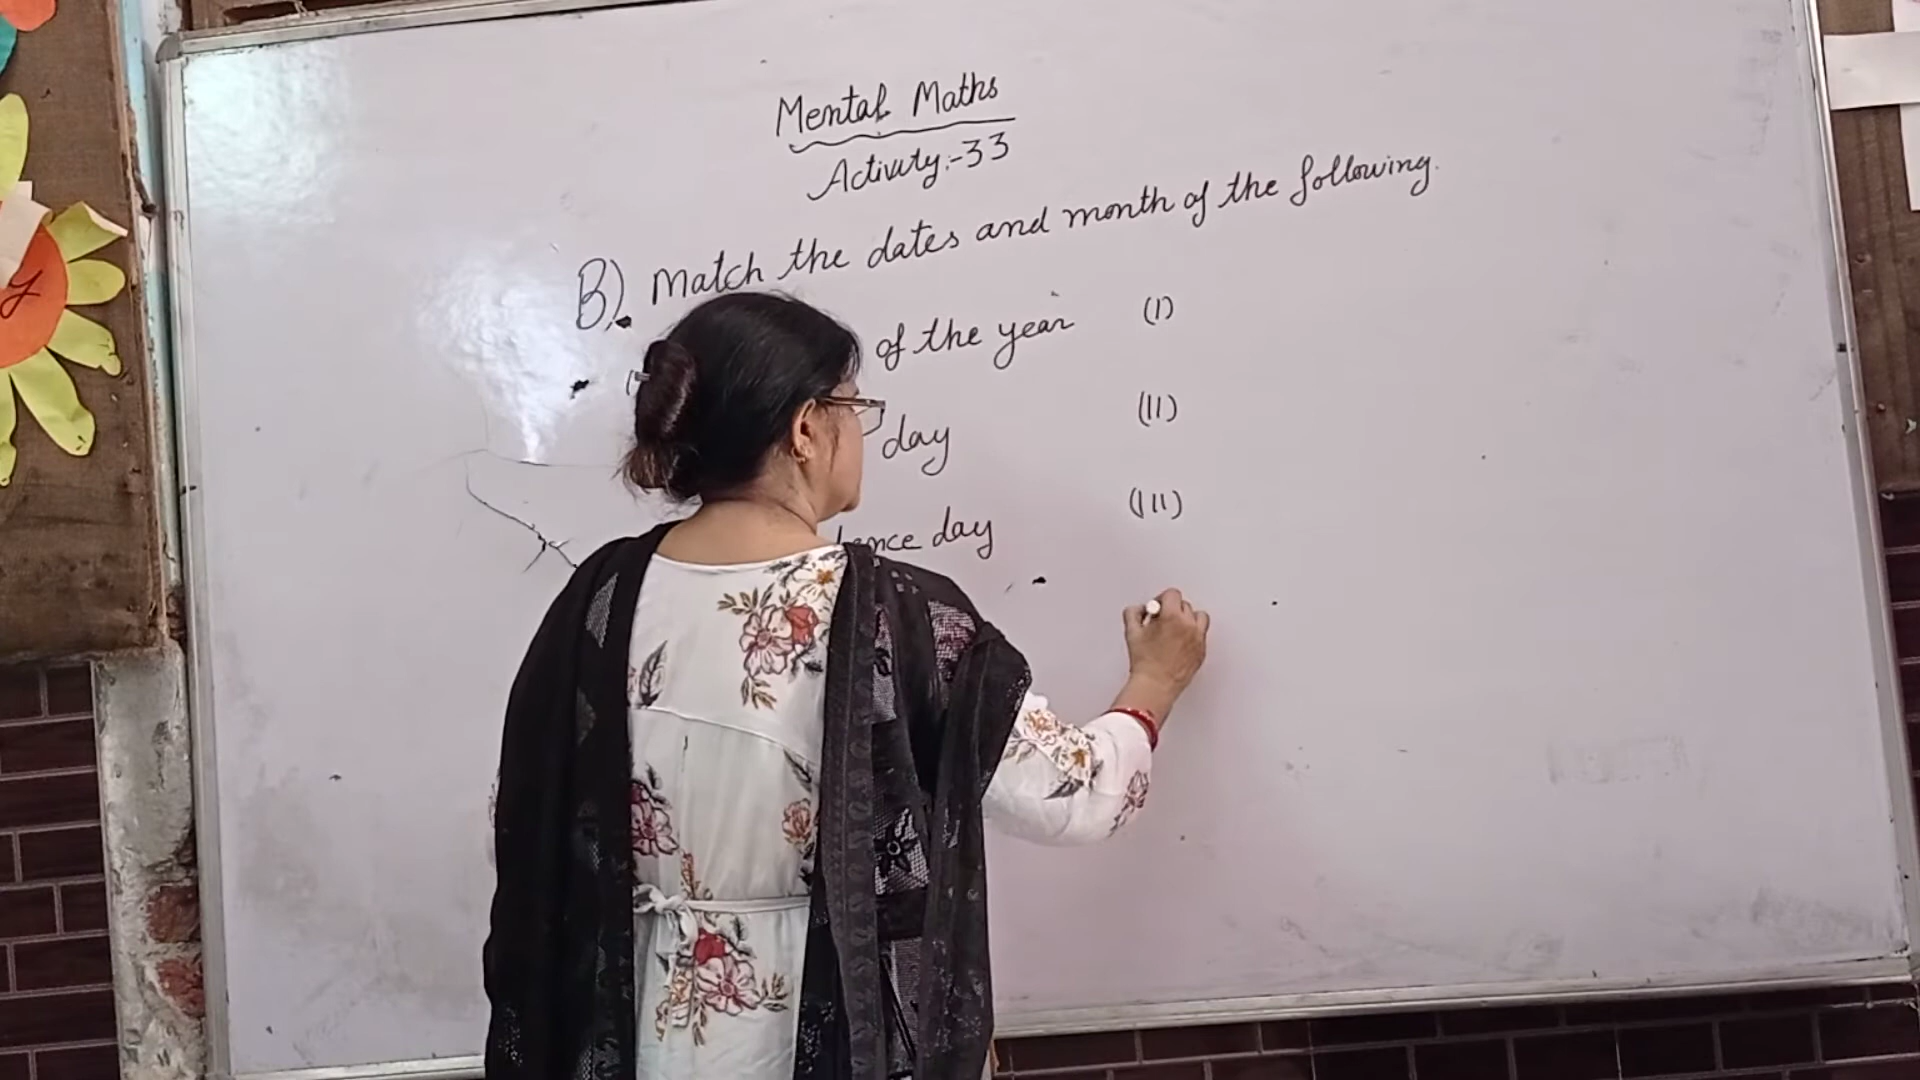 Mental Maths
Activity:-33
B). Match the dates and month of the following.
of the year (I)
day (II)
dence day (III)